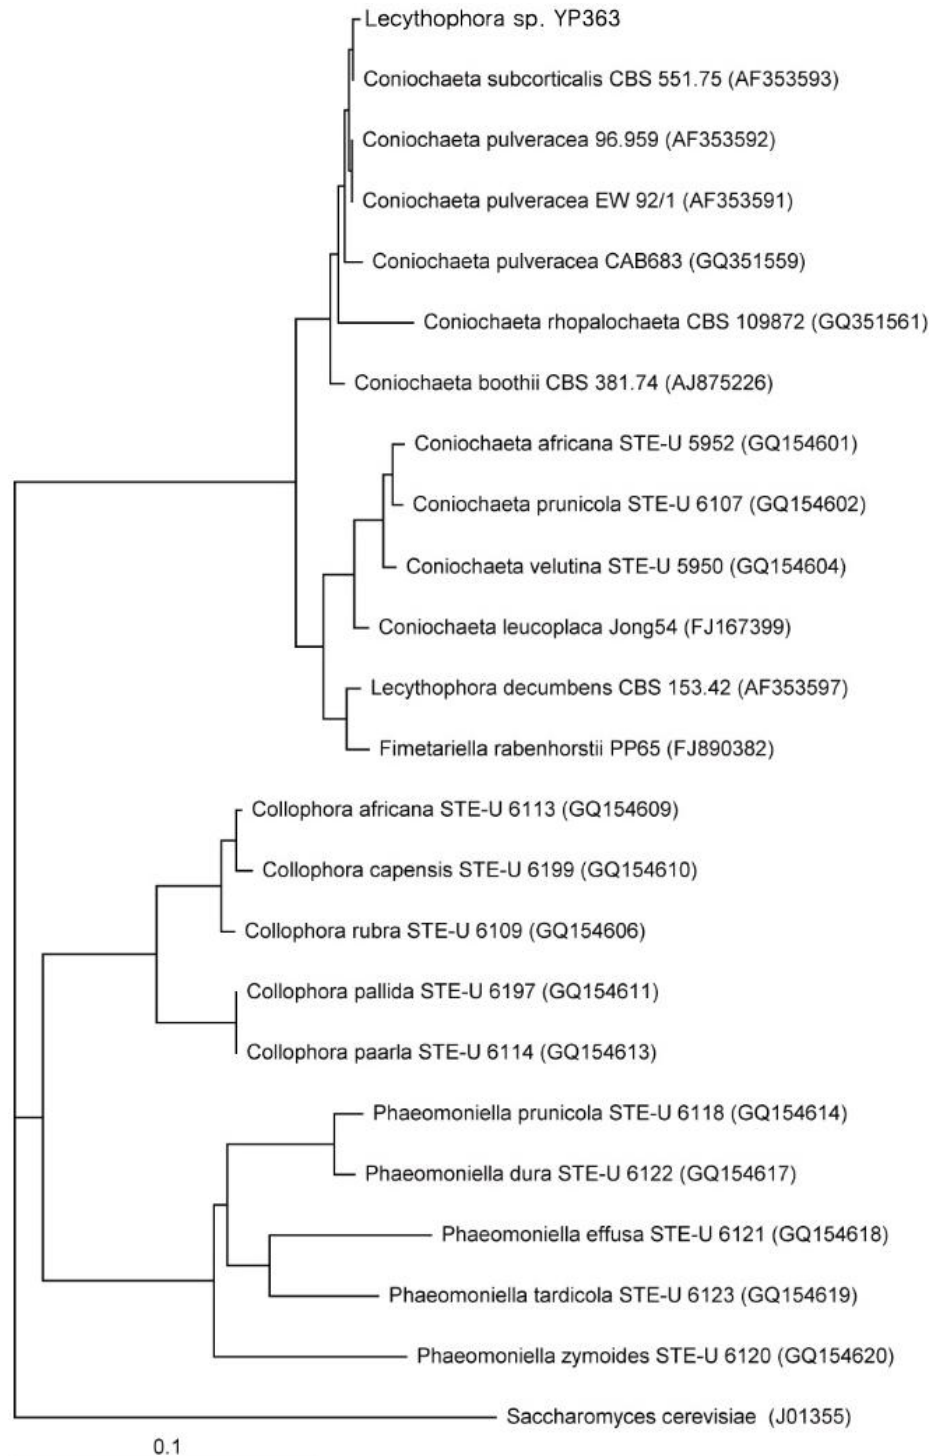 Lecythophora sp. YP363
Coniochaeta subcorticalis CBS 551.75 (AF353593)
Coniochaeta pulveracea 96.959 (AF353592)
Coniochaeta pulveracea EW 92/1 (AF353591)
Coniochaeta pulveracea CAB683 (GQ351559)
Coniochaeta rhopalochaeta CBS 109872 (GQ351561)
Coniochaeta boothii CBS 381.74 (AJ875226)
Coniochaeta africana STE-U 5952 (GQ154601)
Coniochaeta prunicola STE-U 6107 (GQ154602)
Coniochaeta velutina STE-U 5950 (GQ154604)
Coniochaeta leucoplaca Jong54 (FJ167399)
Lecythophora decumbens CBS 153.42 (AF353597)
Fimetariella rabenhorstii PP65 (FJ890382)
Collophora africana STE-U 6113 (GQ154609)
Collophora capensis STE-U 6199 (GQ154610)
Collophora rubra STE-U 6109 (GQ154606)
Collophora pallida STE-U 6197 (GQ154611)
Collophora paarla STE-U 6114 (GQ154613)
Phaeomoniella prunicola STE-U 6118 (GQ154614)
Phaeomoniella dura STE-U 6122 (GQ154617)
Phaeomoniella effusa STE-U 6121 (GQ154618)
Phaeomoniella tardicola STE-U 6123 (GQ154619)
Phaeomoniella zymoides STE-U 6120 (GQ154620)
Saccharomyces cerevisiae (J01355)
0.1